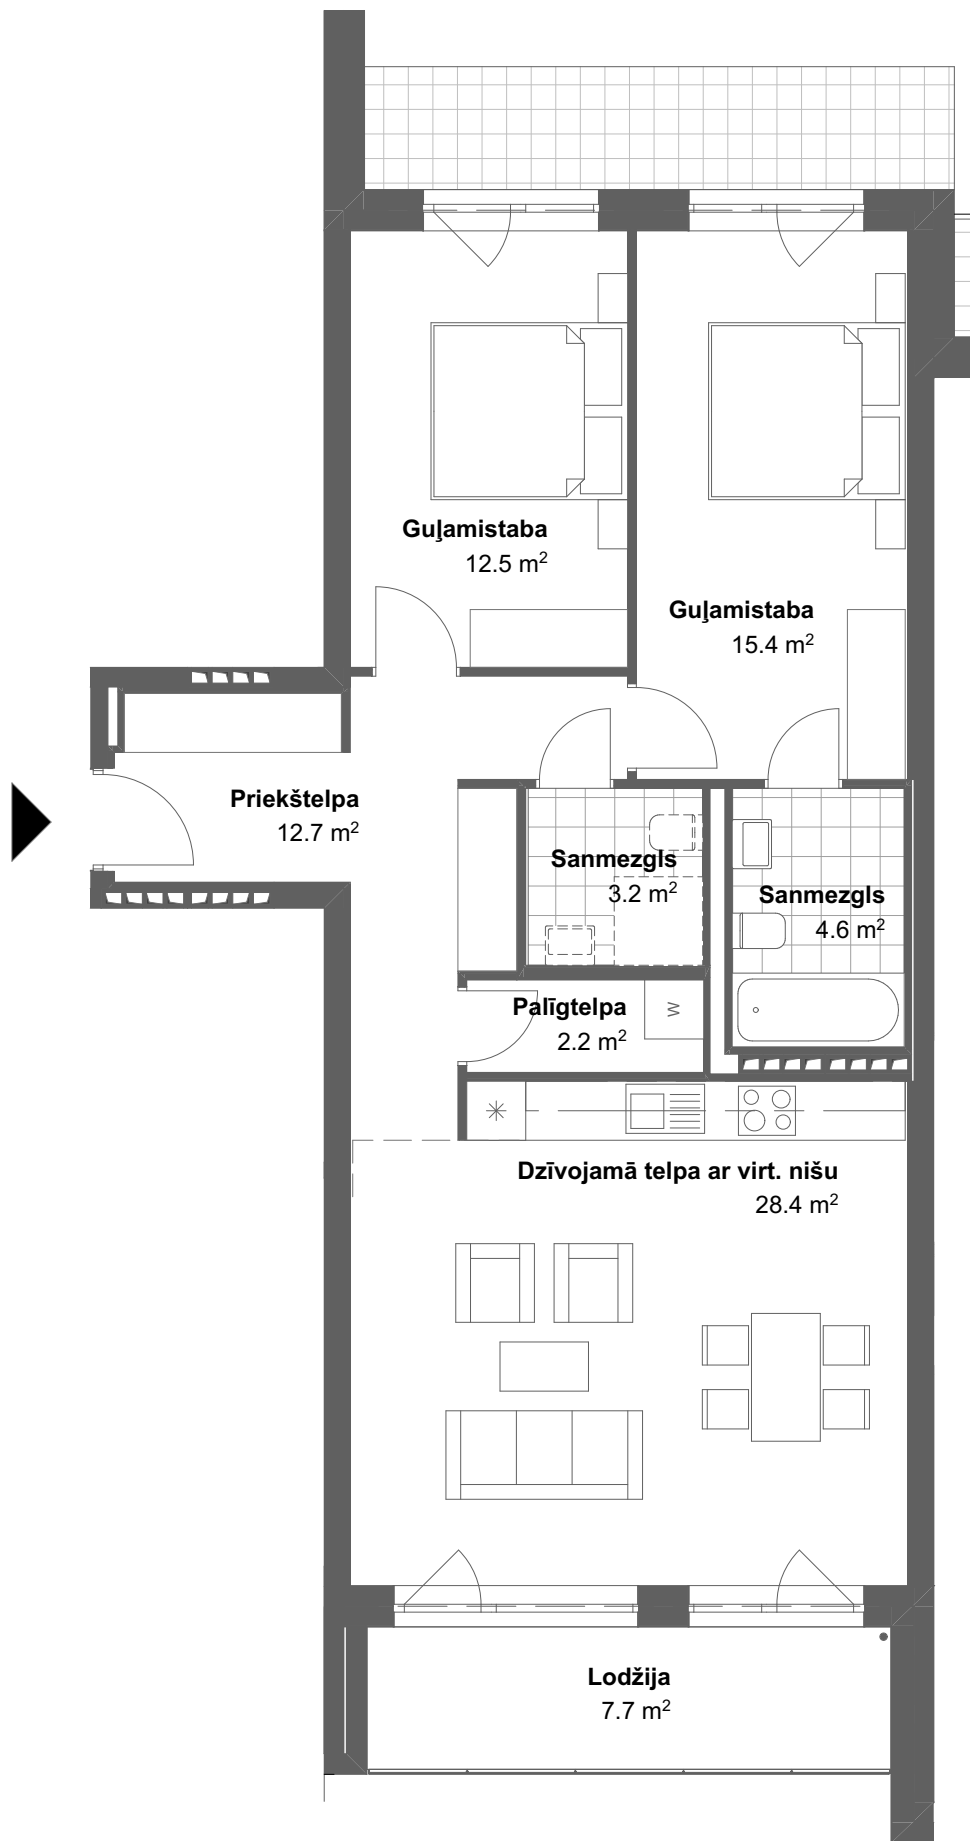 Guļamistaba
12.5 m²
Guļamistaba
15.4 m²
Priekštelpa
12.7 m²
Sanmezgls
3.2 m²
Sanmezgls
4.6 m²
Palīgtelpa
2.2 m²
W
Dzīvojamā telpa ar virt. nišu
28.4 m²
Lodžija
7.7 m²